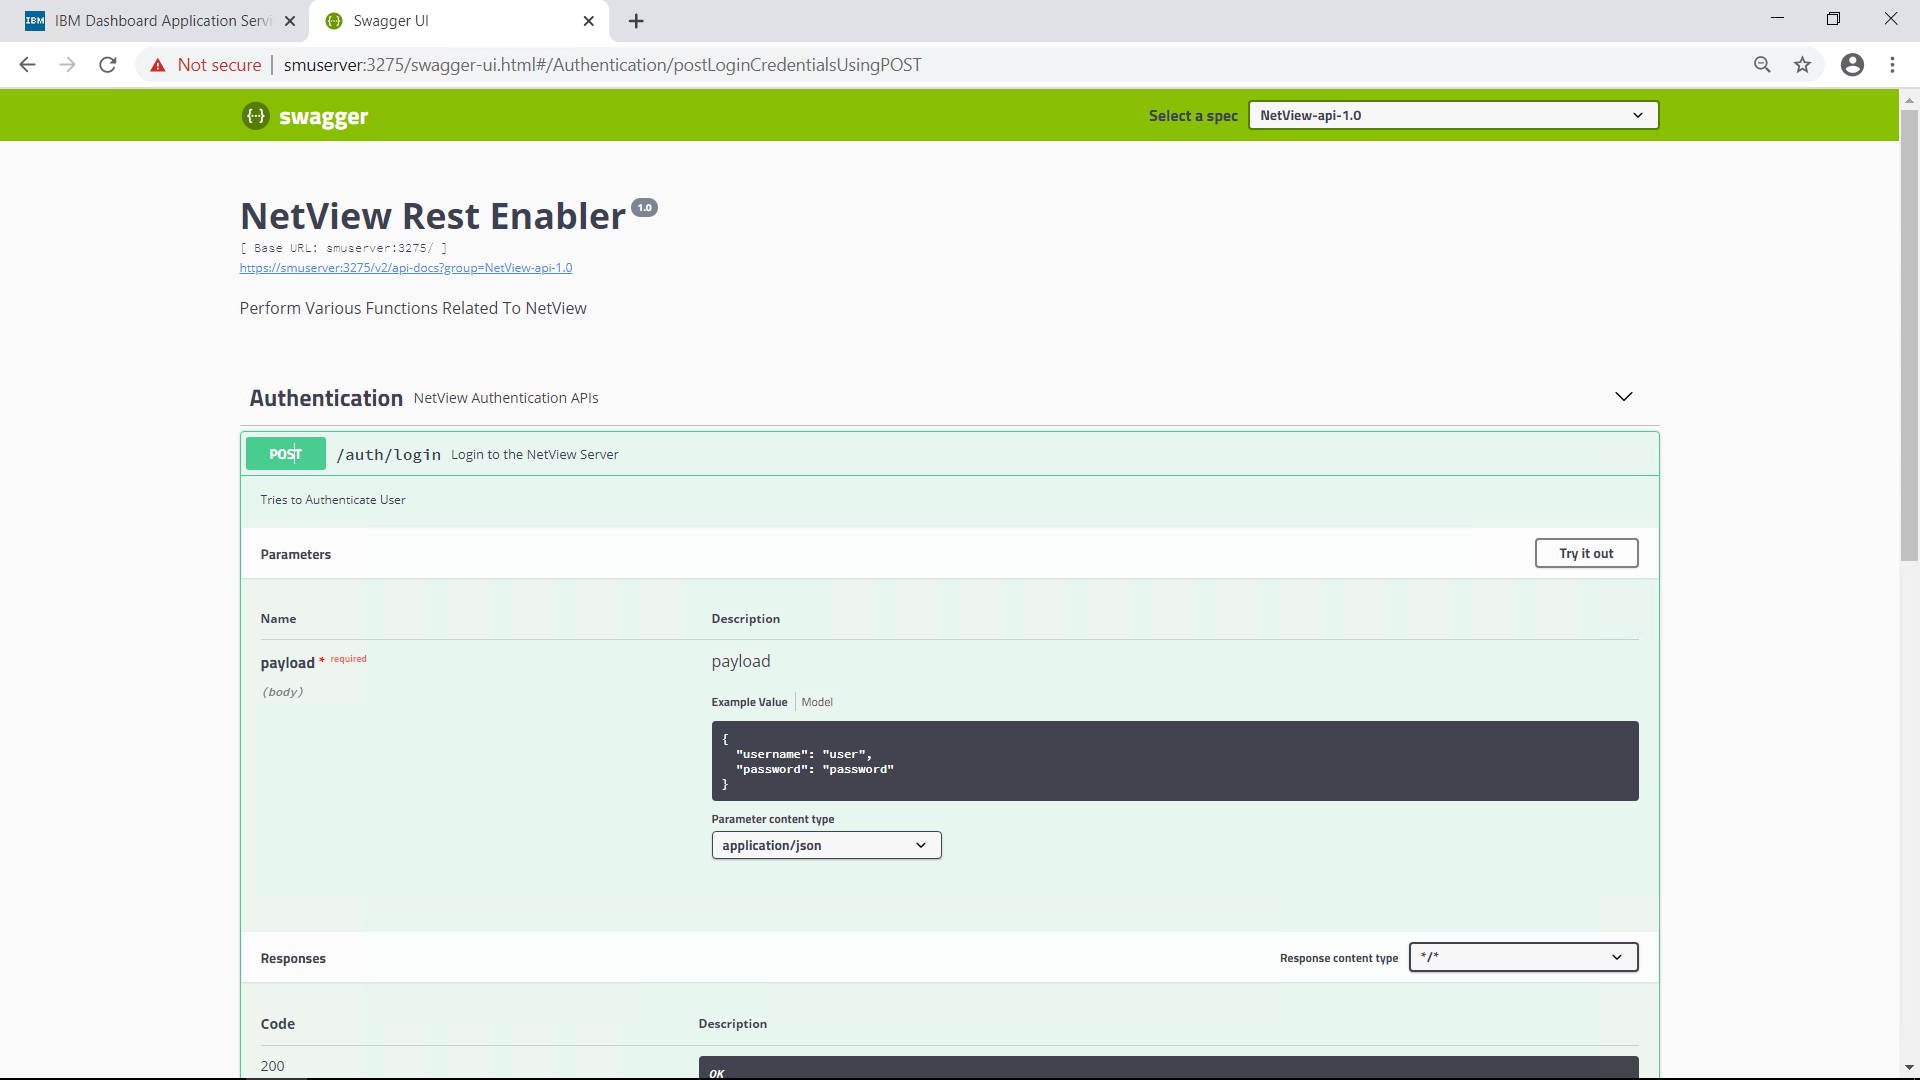 IBM IBM Dashboard Application Servi
Swagger UI
Not secure smuserver:3275/swagger-ui.html#/Authentication/postLoginCredentialsUsingPOST
{··} swagger
Select a spec NetView-api-1.0
NetView Rest Enabler 1.0
[ Base URL: smuserver:3275/ ]
https://smuserver:3275/v2/api-docs?group=NetView-api-1.0
Perform Various Functions Related To NetView
Authentication NetView Authentication APIs
POST /auth/login Login to the NetView Server
Tries to Authenticate User
Parameters Try it out
Name Description
payload * required payload
(body)
Example Value Model
{
"username": "user",
"password": "password"
}
Parameter content type
application/json
Responses Response content type */*
Code Description
200 OK